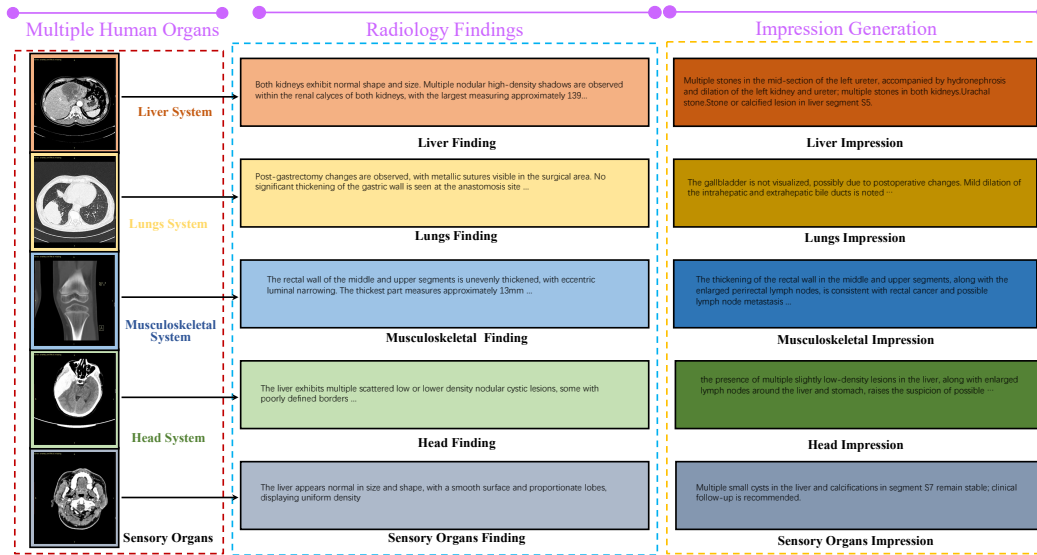 Multiple Human Organs
Radiology Findings
Impression Generation
Liver System
Both kidneys exhibit normal shape and size. Multiple nodular high-density shadows are observed
within the renal calyces of both kidneys, with the largest measuring approximately 139...
Liver Finding
Multiple stones in the mid-section of the left ureter, accompanied by hydronephrosis
and dilation of the left kidney and ureter; multiple stones in both kidneys.Urachal
stone.Stone or calcified lesion in liver segment S5.
Liver Impression
Lungs System
Post-gastrectomy changes are observed, with metallic sutures visible in the surgical area. No
significant thickening of the gastric wall is seen at the anastomosis site ...
Lungs Finding
The gallbladder is not visualized, possibly due to postoperative changes. Mild dilation of
the intrahepatic and extrahepatic bile ducts is noted ···
Lungs Impression
Musculoskeletal
System
The rectal wall of the middle and upper segments is unevenly thickened, with eccentric
luminal narrowing. The thickest part measures approximately 13mm ...
Musculoskeletal Finding
The thickening of the rectal wall in the middle and upper segments, along with the
enlarged perirectal lymph nodes, is consistent with rectal cancer and possible
lymph node metastasis ...
Musculoskeletal Impression
Head System
The liver exhibits multiple scattered low or lower density nodular cystic lesions, some with
poorly defined borders ...
Head Finding
the presence of multiple slightly low-density lesions in the liver, along with enlarged
lymph nodes around the liver and stomach, raises the suspicion of possible ···
Head Impression
Sensory Organs
The liver appears normal in size and shape, with a smooth surface and proportionate lobes,
displaying uniform density
Sensory Organs Finding
Multiple small cysts in the liver and calcifications in segment S7 remain stable; clinical
follow-up is recommended.
Sensory Organs Impression